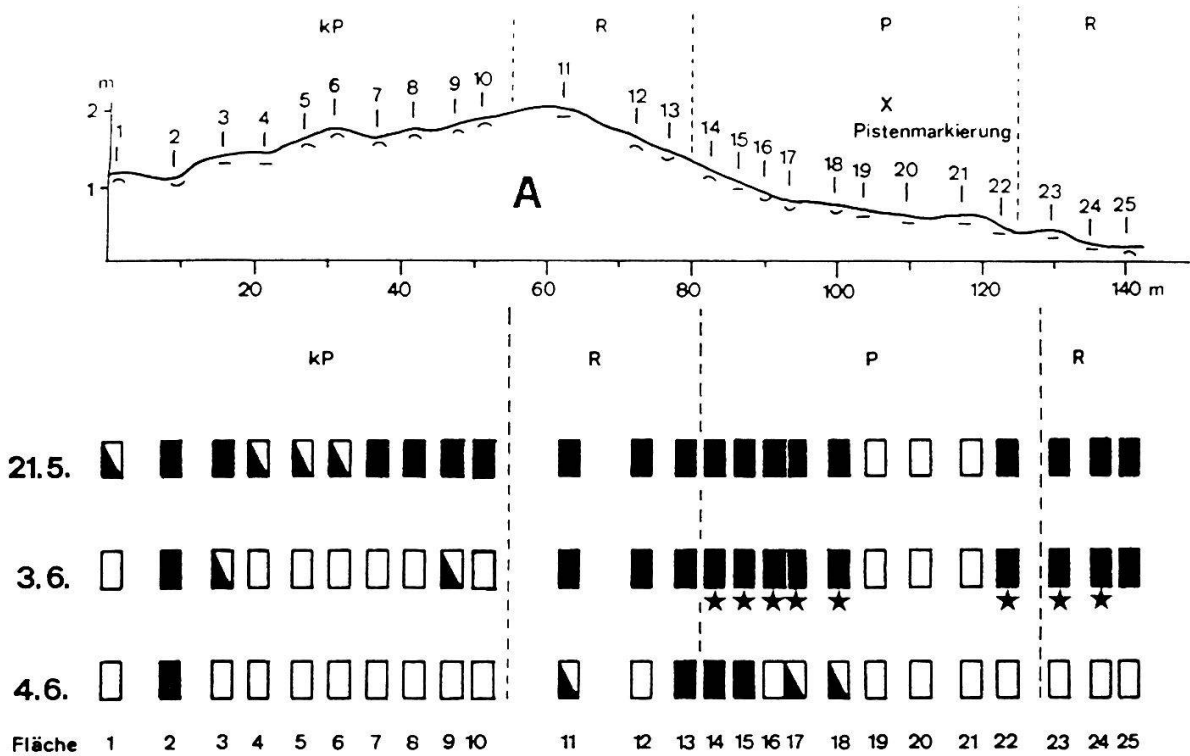 kP R P R
m
2
1
1 2 3 4 5 6 7 8 9 10 11 12 13 14 15 16 17 18 19 20 21 22 23 24 25
X
Pistenmarkierung
A
20 40 60 80 100 120 140 m
kP R P R
21.5.
3.6.
4.6.
Fläche 1 2 3 4 5 6 7 8 9 10 11 12 13 14 15 16 17 18 19 20 21 22 23 24 25